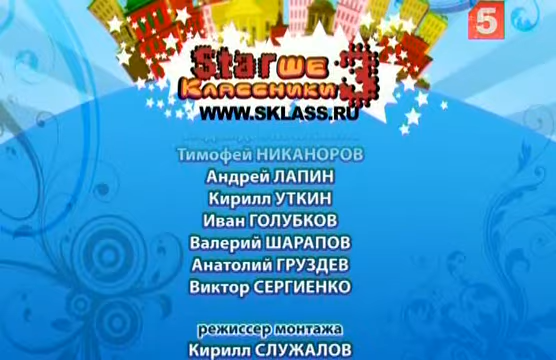 5
Starше
Классники 3
WWW.SKLASS.RU
Тимофей НИКАНОРОВ
Андрей ЛАПИН
Кирилл УТКИН
Иван ГОЛУБКОВ
Валерий ШАРАПОВ
Анатолий ГРУЗДЕВ
Виктор СЕРГИЕНКО
режиссер монтажа
Кирилл СЛУЖАЛОВ